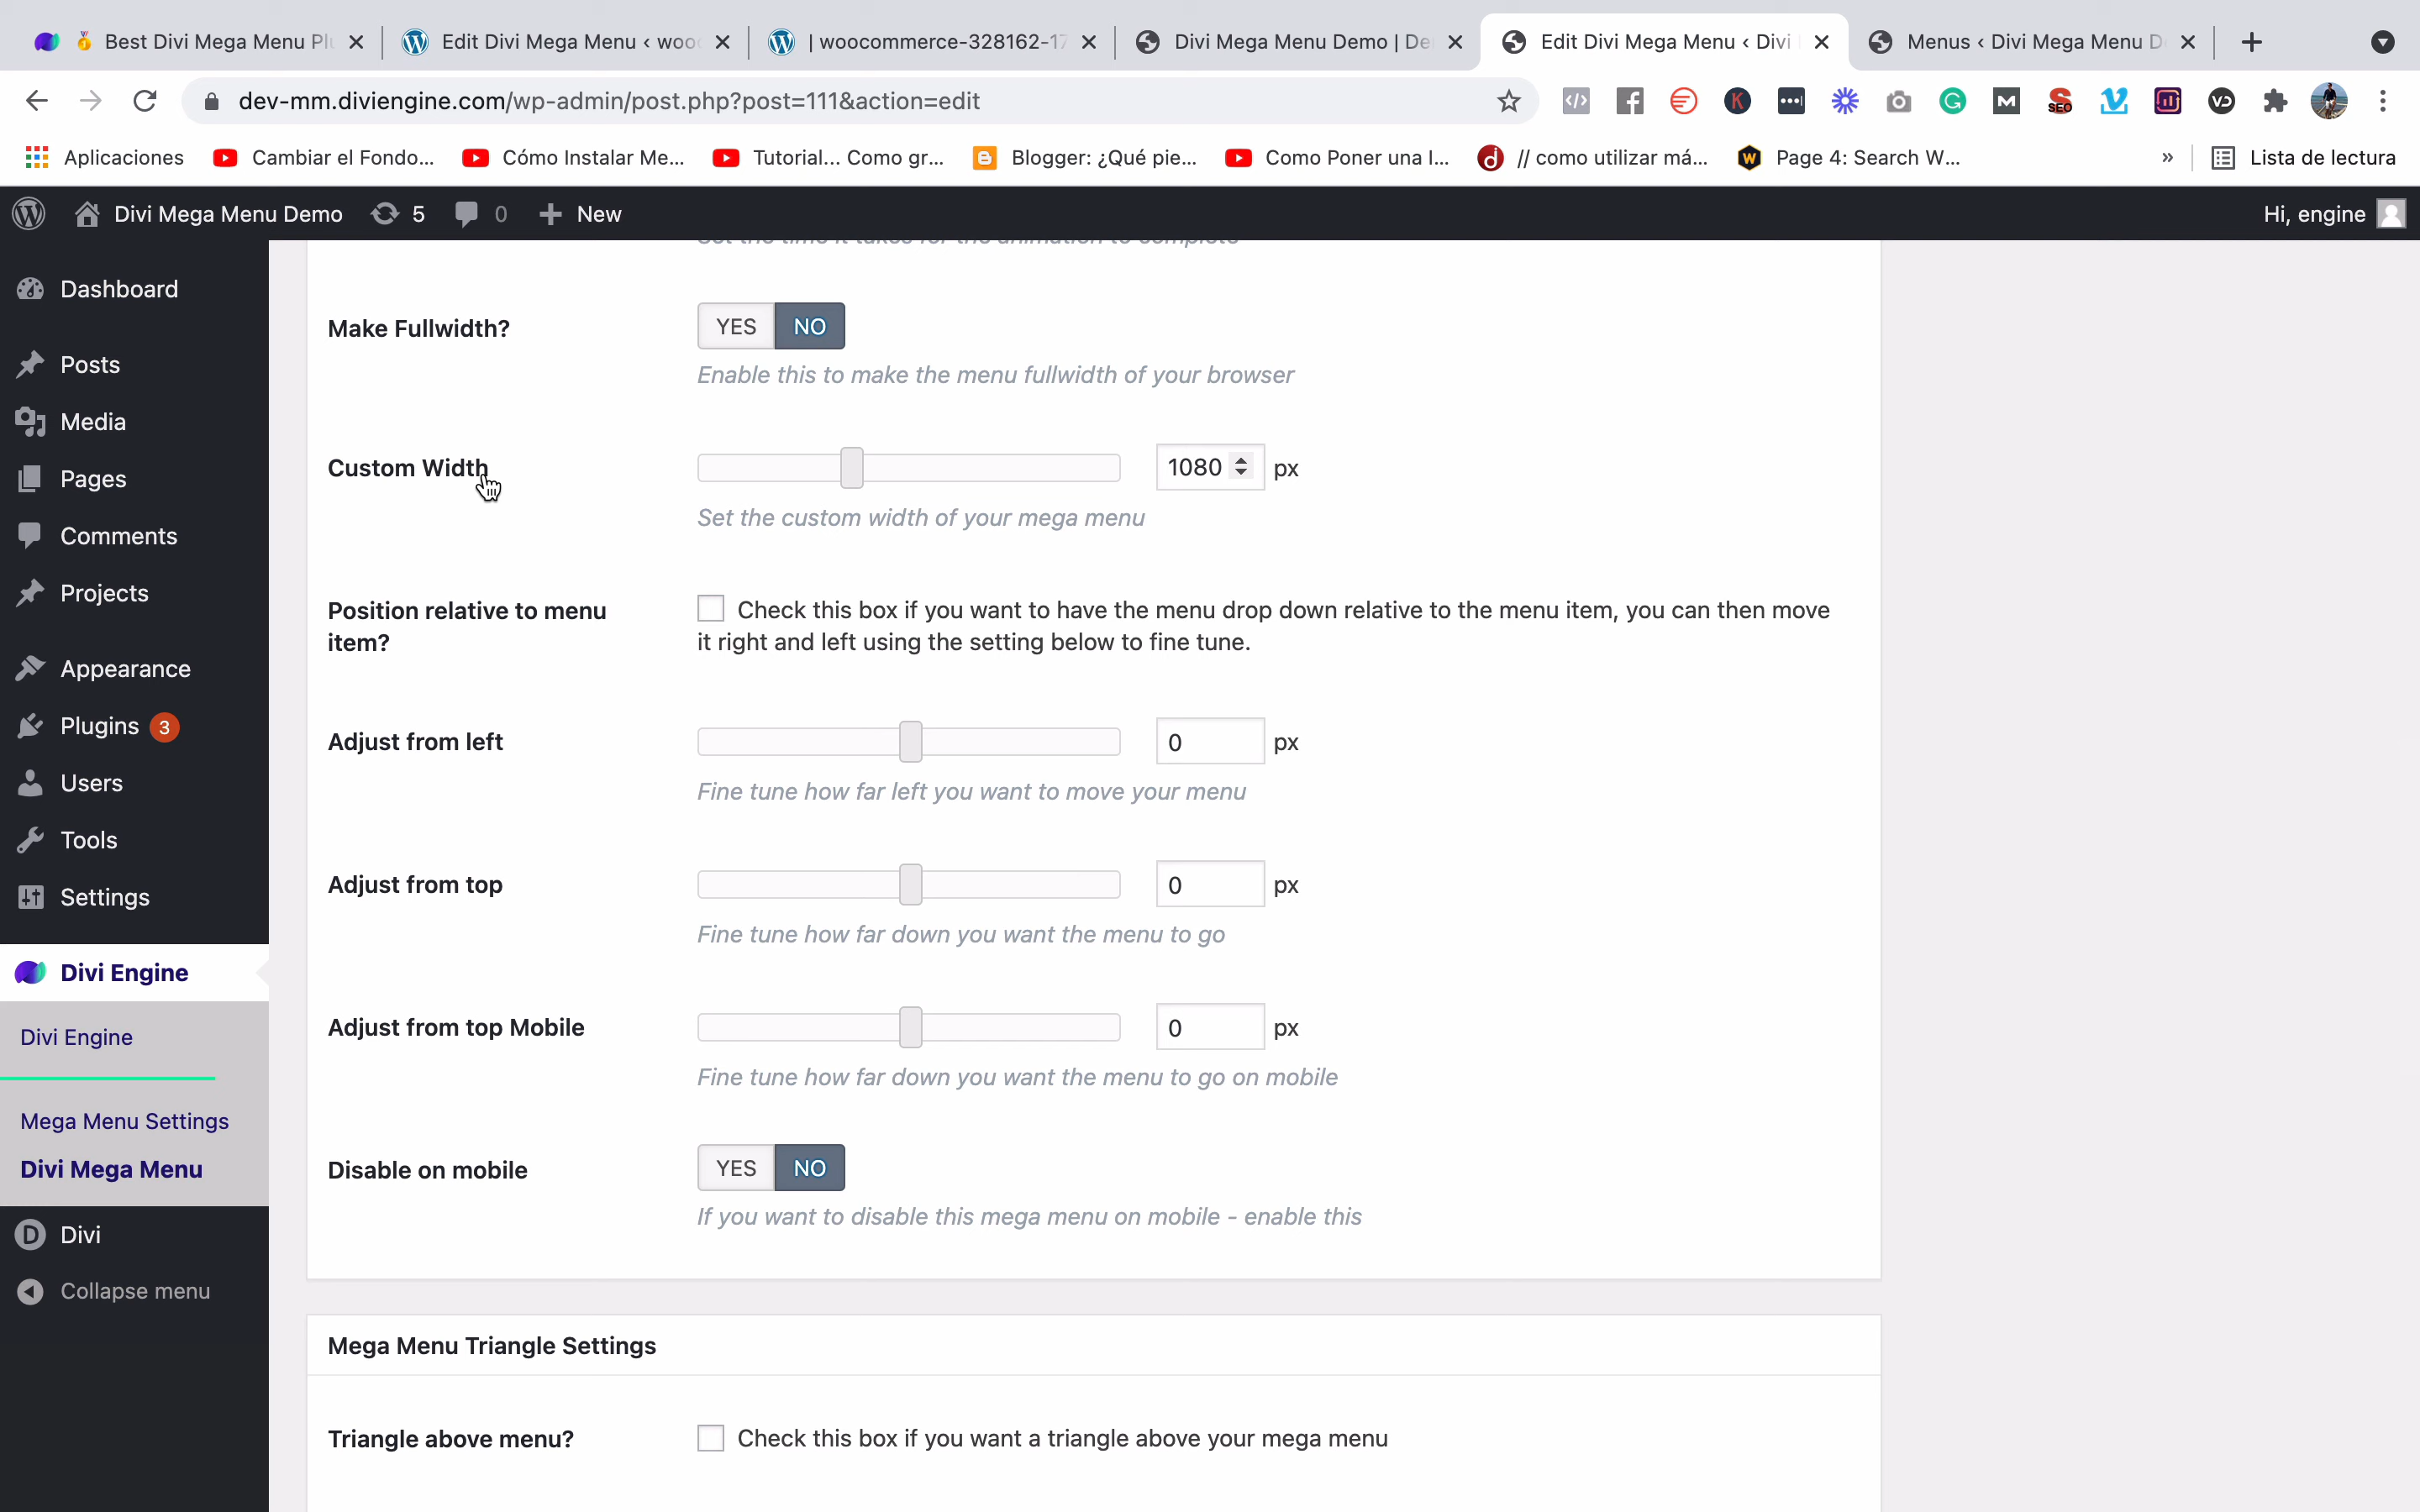 Best Divi Mega Menu Pl
Edit Divi Mega Menu ‹ woo
| woocommerce-328162-17
Divi Mega Menu Demo | De
Edit Divi Mega Menu ‹ Divi
Menus ‹ Divi Mega Menu D
dev-mm.diviengine.com/wp-admin/post.php?post=111&action=edit
Aplicaciones
Cambiar el Fondo...
Cómo Instalar Me...
Tutorial... Como gr...
Blogger: ¿Qué pie...
Como Poner una I...
// como utilizar má...
Page 4: Search W...
»
Lista de lectura
Divi Mega Menu Demo
5
0
New
Hi, engine
Dashboard
Posts
Media
Pages
Comments
Projects
Appearance
Plugins 3
Users
Tools
Settings
Divi Engine
Divi Engine
Mega Menu Settings
Divi Mega Menu
Divi
Collapse menu
Set the time it takes for the animation to complete
Make Fullwidth?
YES NO
Enable this to make the menu fullwidth of your browser
Custom Width
1080 px
Set the custom width of your mega menu
Position relative to menu
item?
Check this box if you want to have the menu drop down relative to the menu item, you can then move
it right and left using the setting below to fine tune.
Adjust from left
0 px
Fine tune how far left you want to move your menu
Adjust from top
0 px
Fine tune how far down you want the menu to go
Adjust from top Mobile
0 px
Fine tune how far down you want the menu to go on mobile
Disable on mobile
YES NO
If you want to disable this mega menu on mobile - enable this
Mega Menu Triangle Settings
Triangle above menu?
Check this box if you want a triangle above your mega menu